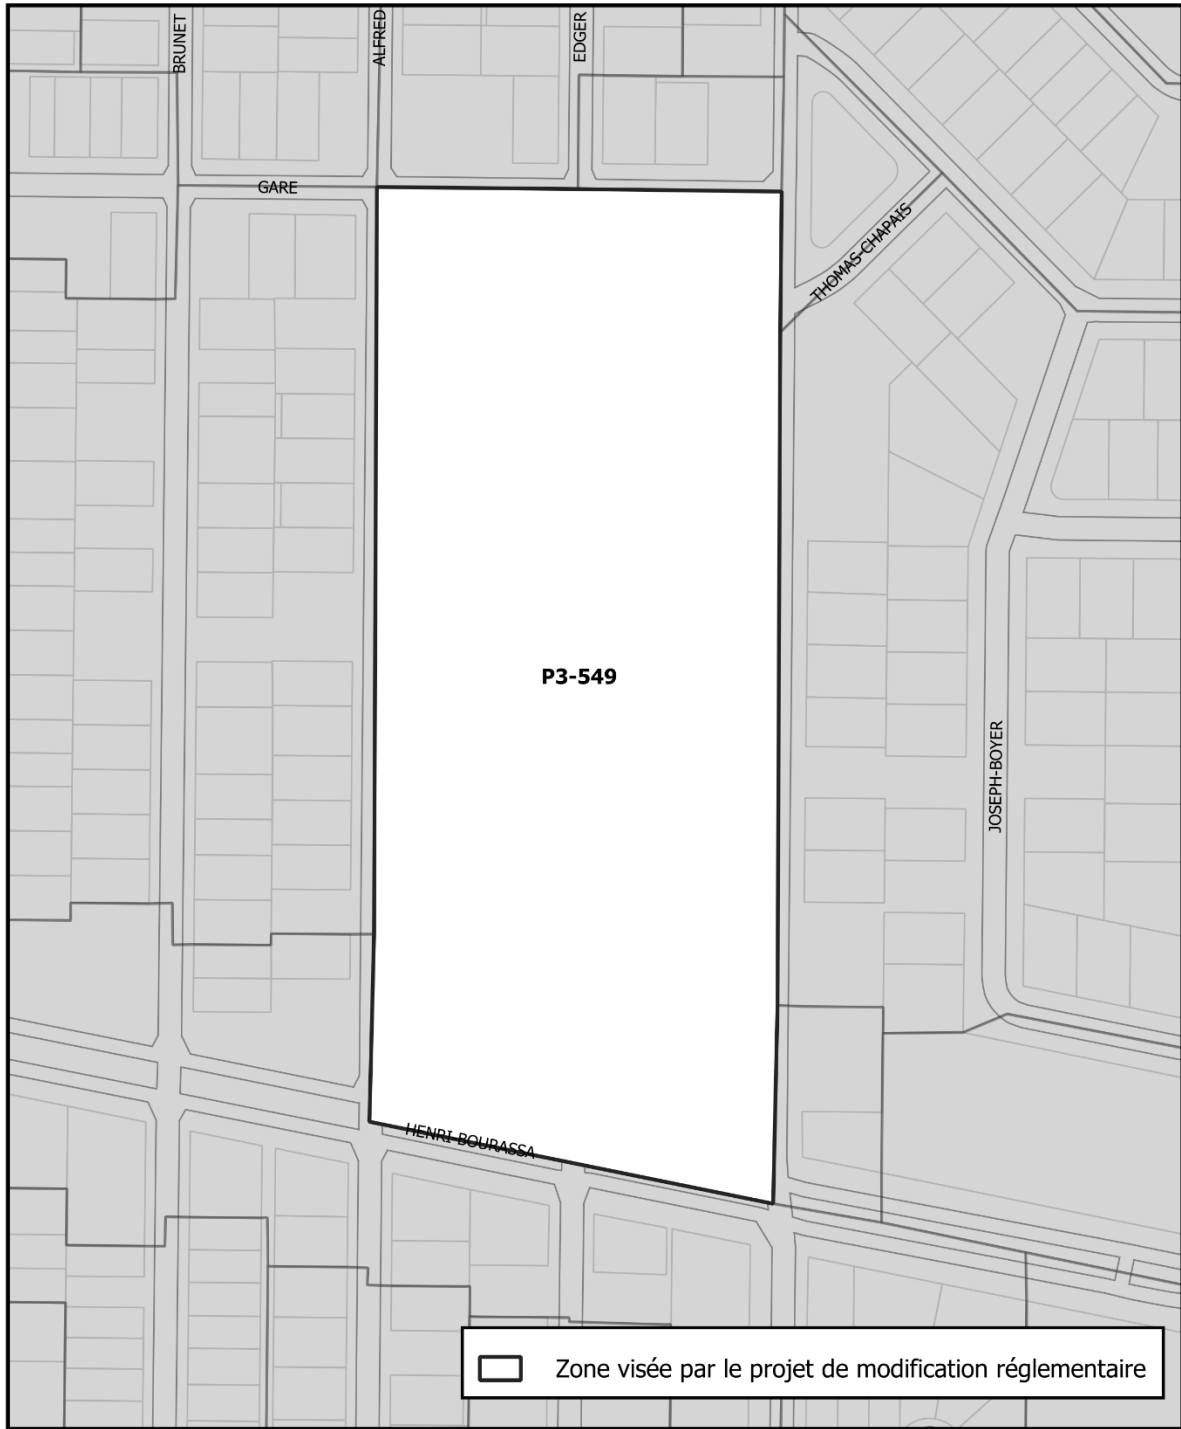 BRUNET
ALFRED
EDGER
GARE
THOMAS-CHAPAIS
P3-549
JOSEPH-BOYER
HENRI-BOURASSA
Zone visée par le projet de modification réglementaire